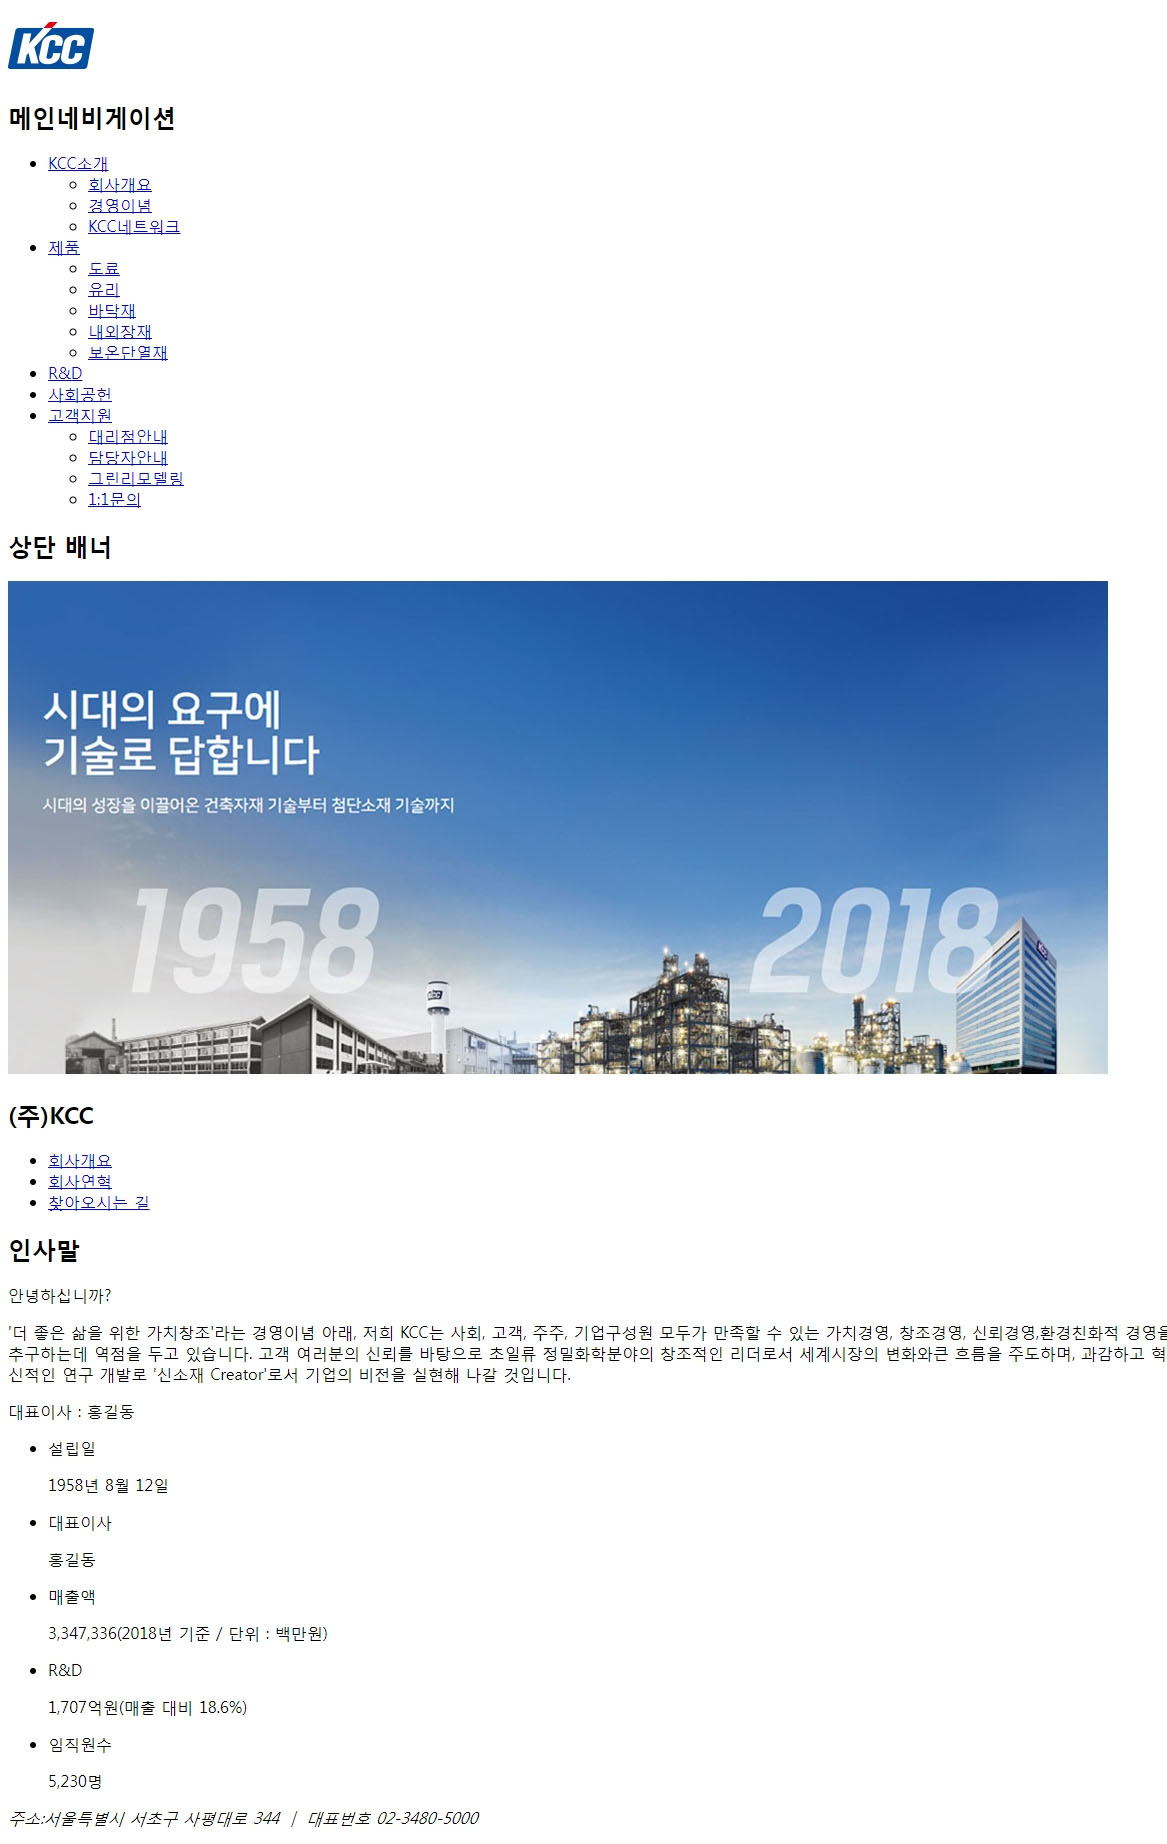 KCC
메인네비게이션
KCC소개
회사개요
경영이념
KCC네트워크
제품
도료
유리
바닥재
내외장재
보온단열재
R&D
사회공헌
고객지원
대리점안내
담당자안내
그린리모델링
1:1문의
상단 배너
시대의 요구에
기술로 답합니다
시대의 성장을 이끌어온 건축자재 기술부터 첨단소재 기술까지
1958 2018
KCC
KCC
(주)KCC
회사개요
회사연혁
찾아오시는 길
인사말
안녕하십니까?
'더 좋은 삶을 위한 가치창조'라는 경영이념 아래, 저희 KCC는 사회, 고객, 주주, 기업구성원 모두가 만족할 수 있는 가치경영, 창조경영, 신뢰경영,환경친화적 경영을
추구하는데 역점을 두고 있습니다. 고객 여러분의 신뢰를 바탕으로 초일류 정밀화학분야의 창조적인 리더로서 세계시장의 변화와큰 흐름을 주도하며, 과감하고 혁
신적인 연구 개발로 '신소재 Creator'로서 기업의 비전을 실현해 나갈 것입니다.
대표이사 : 홍길동
설립일
1958년 8월 12일
대표이사
홍길동
매출액
3,347,336(2018년 기준 / 단위 : 백만원)
R&D
1,707억원(매출 대비 18.6%)
임직원수
5,230명
주소:서울특별시 서초구 사평대로 344 | 대표번호 02-3480-5000